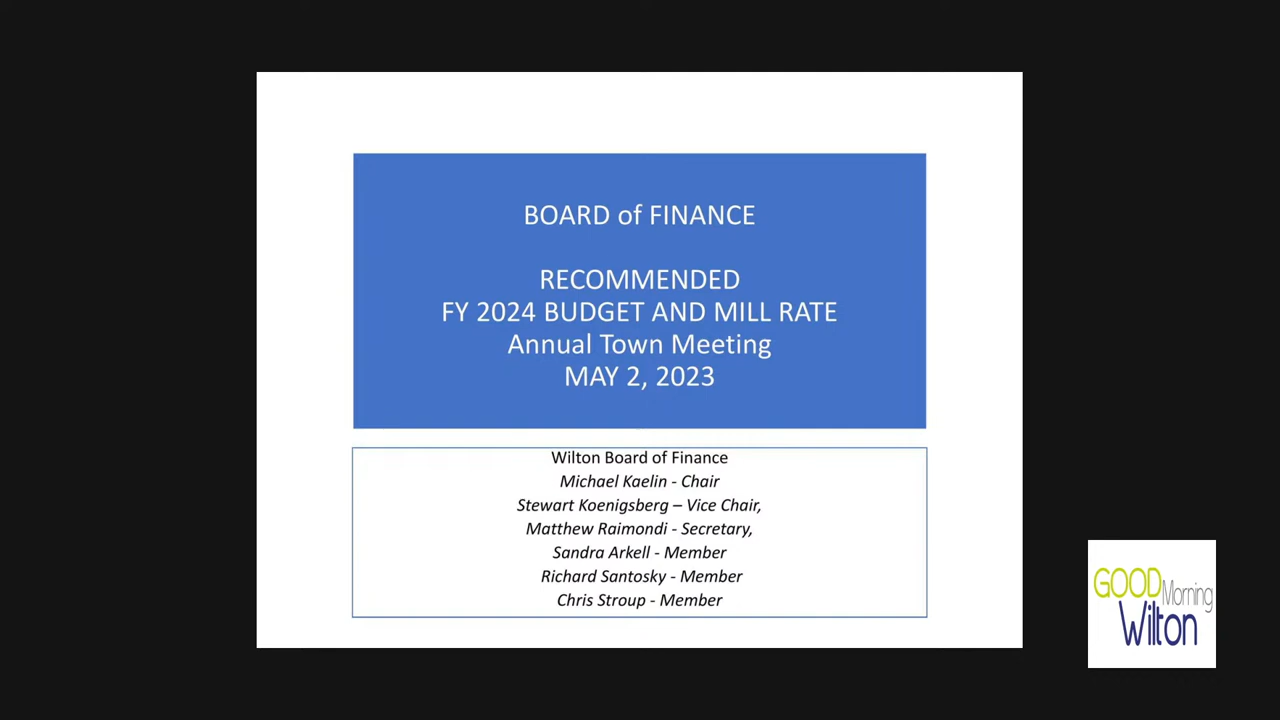 BOARD of FINANCE
RECOMMENDED
FY 2024 BUDGET AND MILL RATE
Annual Town Meeting
MAY 2, 2023
Wilton Board of Finance
Michael Kaelin - Chair
Stewart Koenigsberg – Vice Chair,
Matthew Raimondi - Secretary,
Sandra Arkell - Member
Richard Santosky - Member
Chris Stroup - Member
GOOD Morning
Wilton